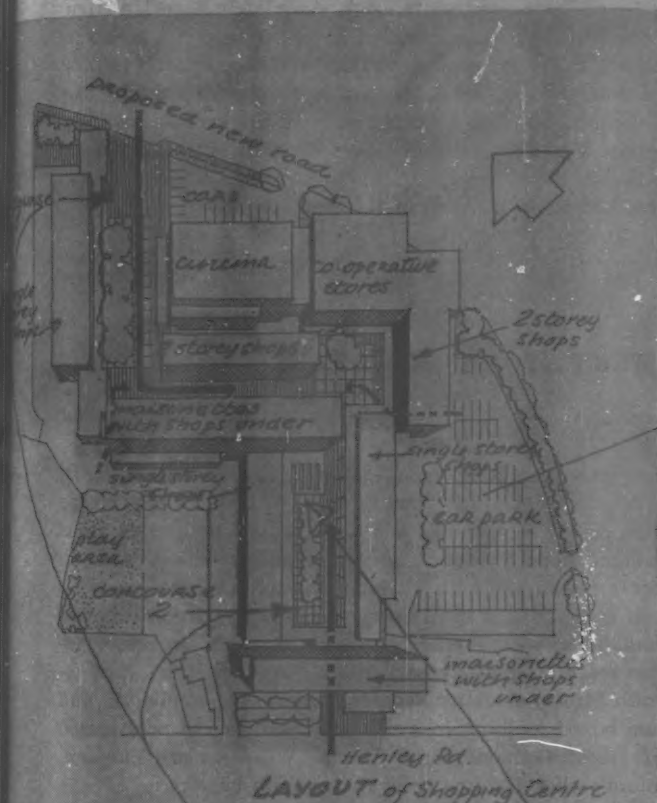 proposed new road
cars
cinema
co-operative
stores
2 storey
shops
storey shops
maisonettes
with shops under
single storey
shops
single storey
shops
car park
play
area
concourse
2
maisonettes
with shops
under
Henley Rd.
LAYOUT of Shopping Centre